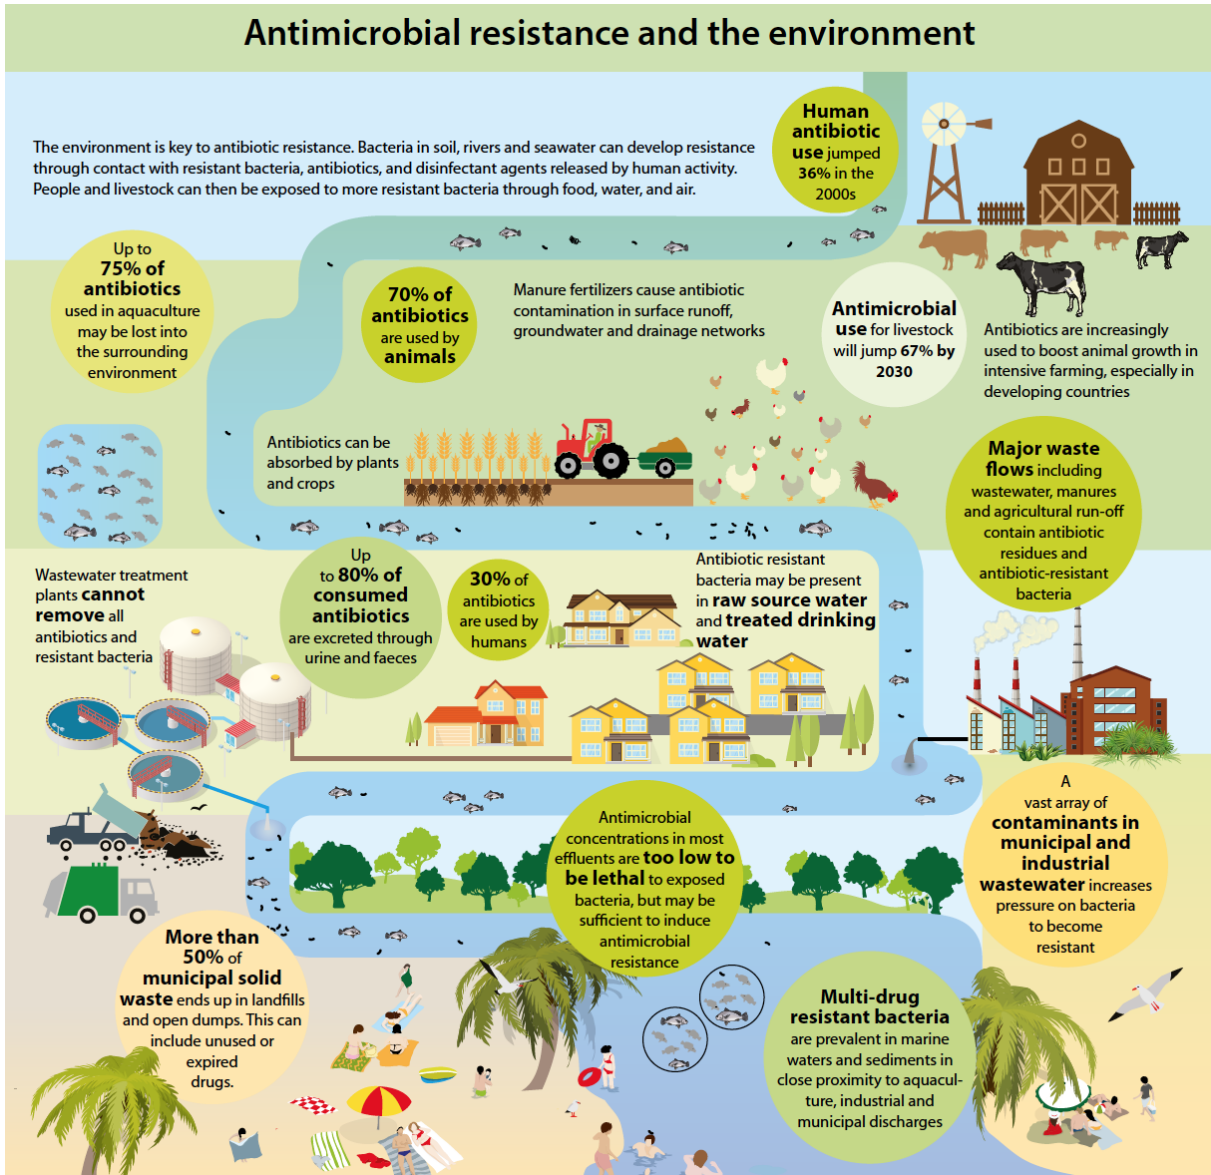 Antimicrobial resistance and the environment
The environment is key to antibiotic resistance. Bacteria in soil, rivers and seawater can develop resistance
through contact with resistant bacteria, antibiotics, and disinfectant agents released by human activity.
People and livestock can then be exposed to more resistant bacteria through food, water, and air.
Human
antibiotic
use jumped
36% in the
2000s
Up to
75% of
antibiotics
used in aquaculture
may be lost into
the surrounding
environment
70% of
antibiotics
are used by
animals
Manure fertilizers cause antibiotic
contamination in surface runoff,
groundwater and drainage networks
Antimicrobial
use for livestock
will jump 67% by
2030
Antibiotics are increasingly
used to boost animal growth in
intensive farming, especially in
developing countries
Antibiotics can be
absorbed by plants
and crops
Major waste
flows including
wastewater, manures
and agricultural run-off
contain antibiotic
residues and
antibiotic-resistant
bacteria
Wastewater treatment
plants cannot
remove all
antibiotics and
resistant bacteria
Up
to 80% of
consumed
antibiotics
are excreted through
urine and faeces
30% of
antibiotics
are used by
humans
Antibiotic resistant
bacteria may be present
in raw source water
and treated drinking
water
Antimicrobial
concentrations in most
effluents are too low to
be lethal to exposed
bacteria, but may be
sufficient to induce
antimicrobial
resistance
A
vast array of
contaminants in
municipal and
industrial
wastewater increases
pressure on bacteria
to become
resistant
More than
50% of
municipal solid
waste ends up in landfills
and open dumps. This can
include unused or
expired
drugs.
Multi-drug
resistant bacteria
are prevalent in marine
waters and sediments in
close proximity to aquacul-
ture, industrial and
municipal discharges